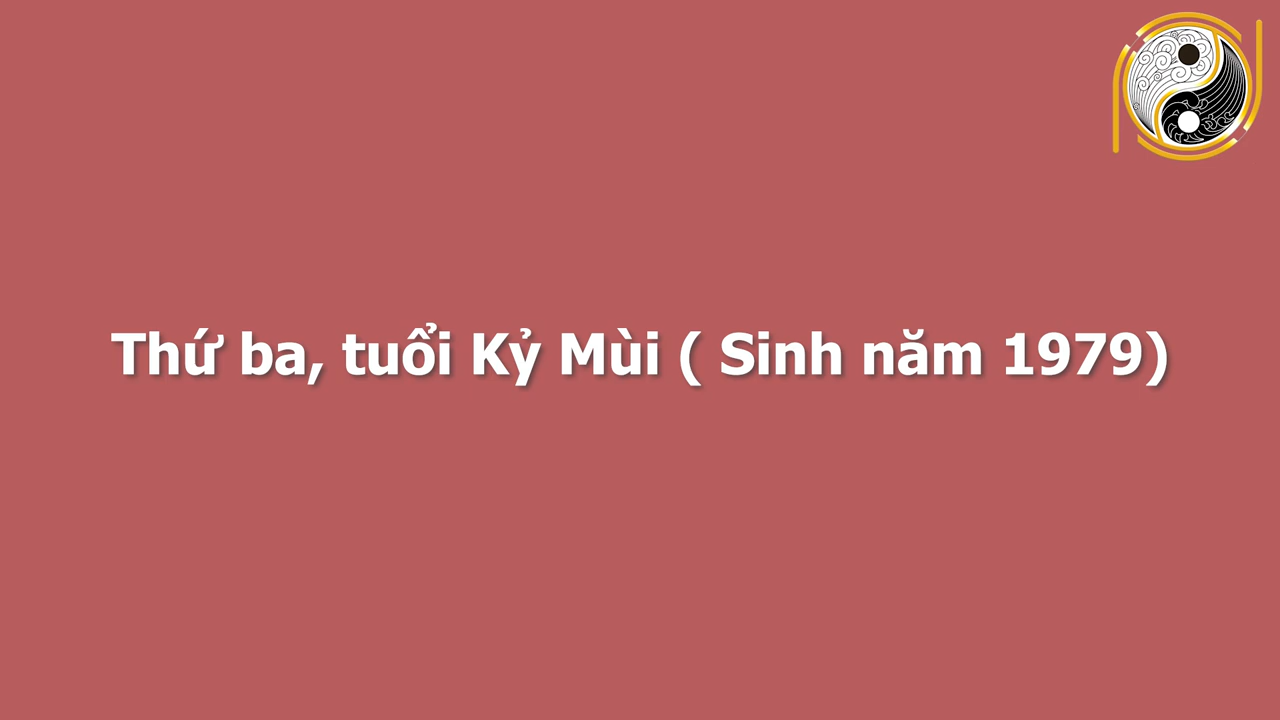 Thứ ba, tuổi Kỷ Mùi ( Sinh năm 1979)